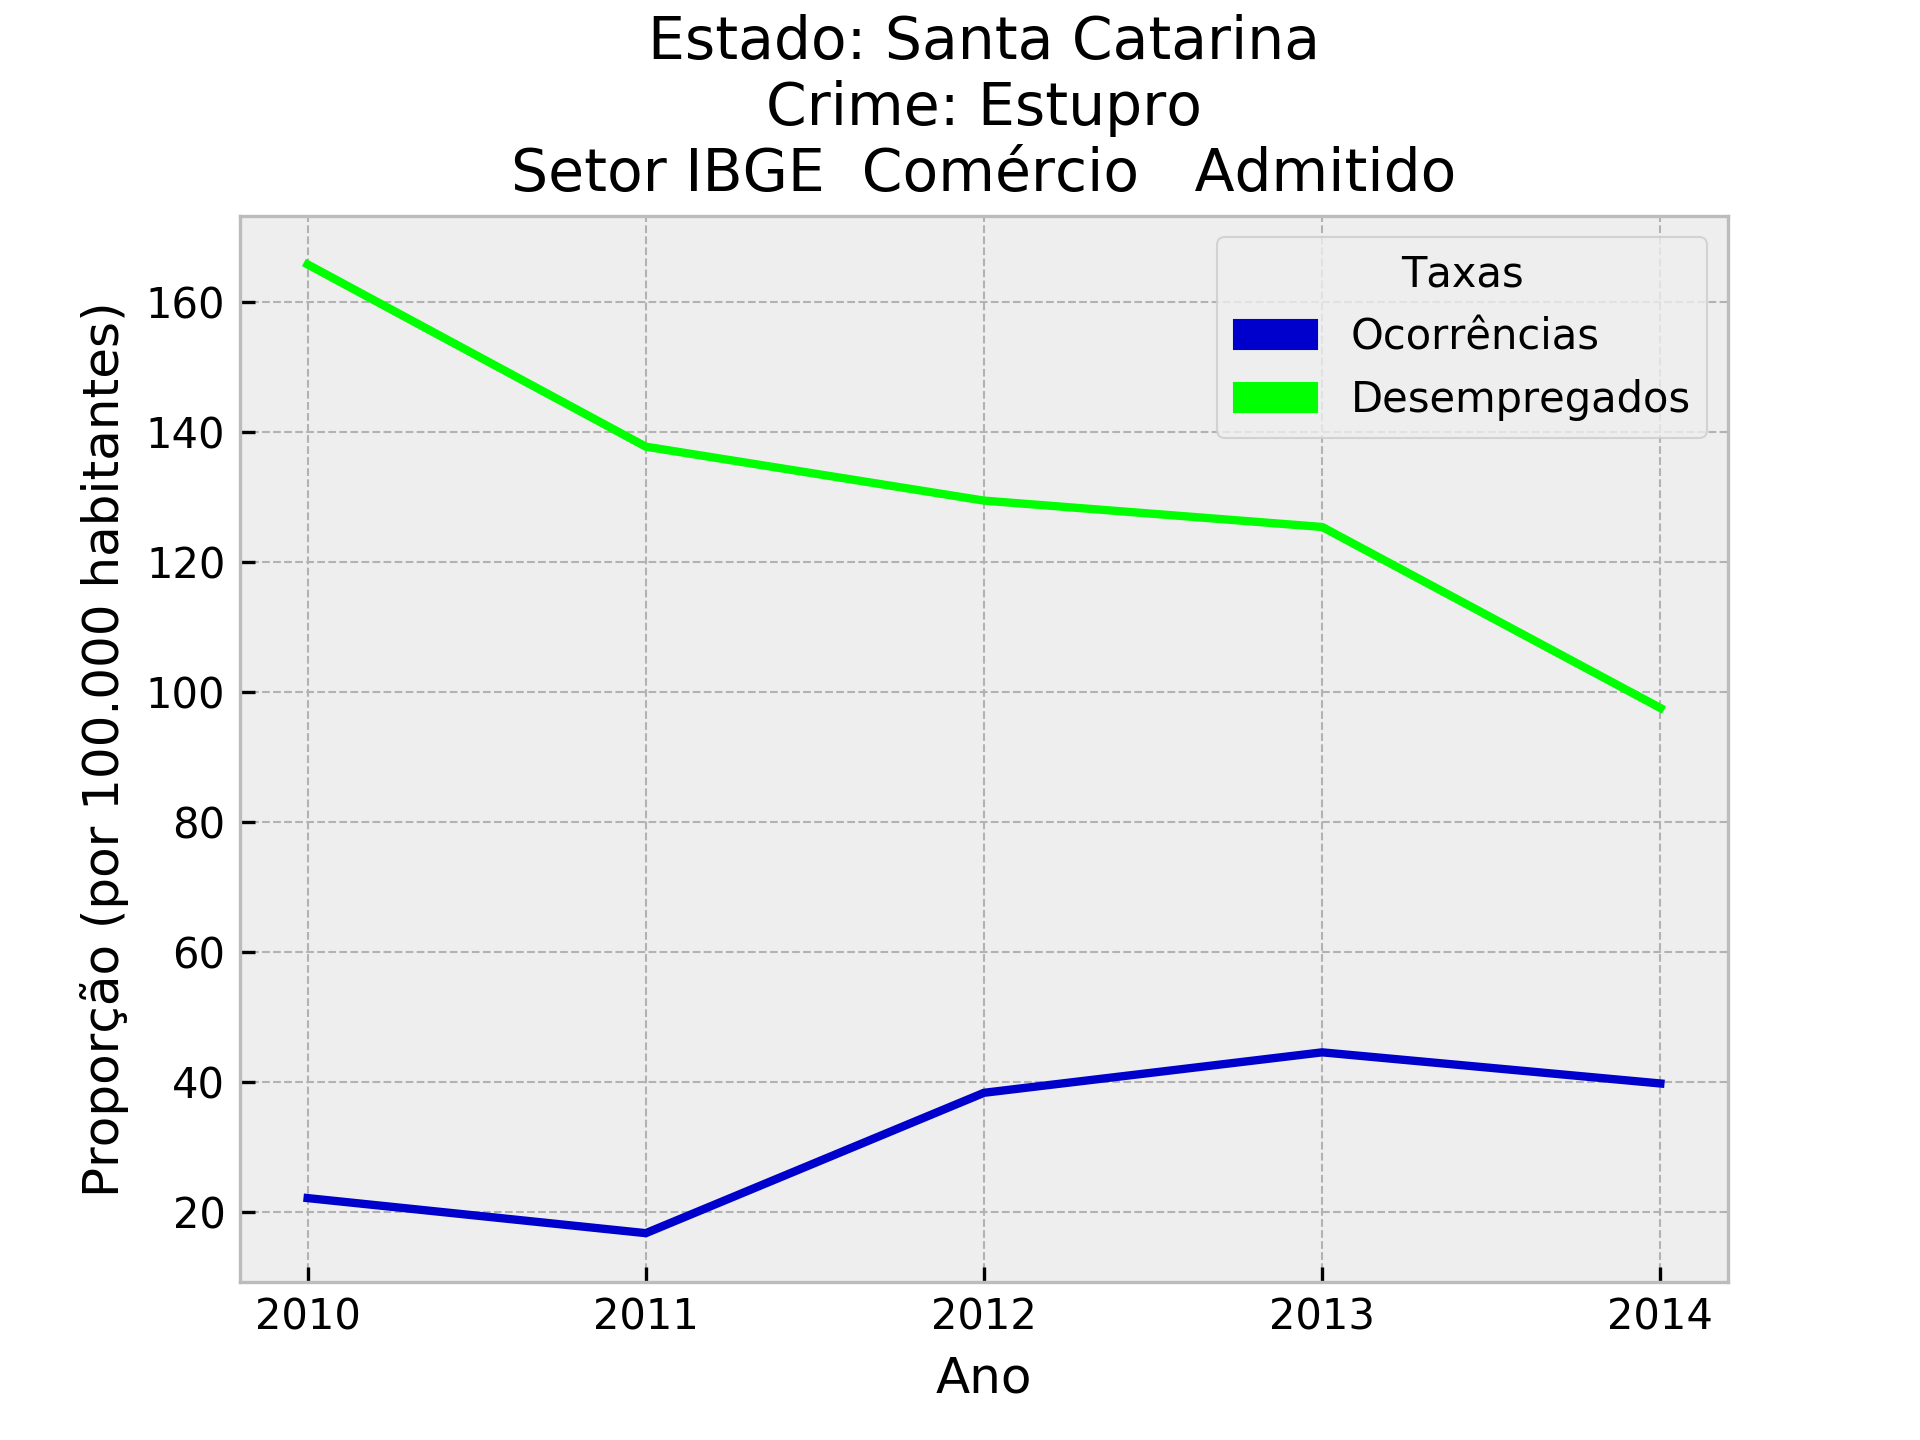 Estado: Santa Catarina
Crime: Estupro
Setor IBGE  Comércio   Admitido
Proporção (por 100.000 habitantes)
160
140
120
100
80
60
40
20
Taxas
Ocorrências
Desempregados
2010 2011 2012 2013 2014
Ano